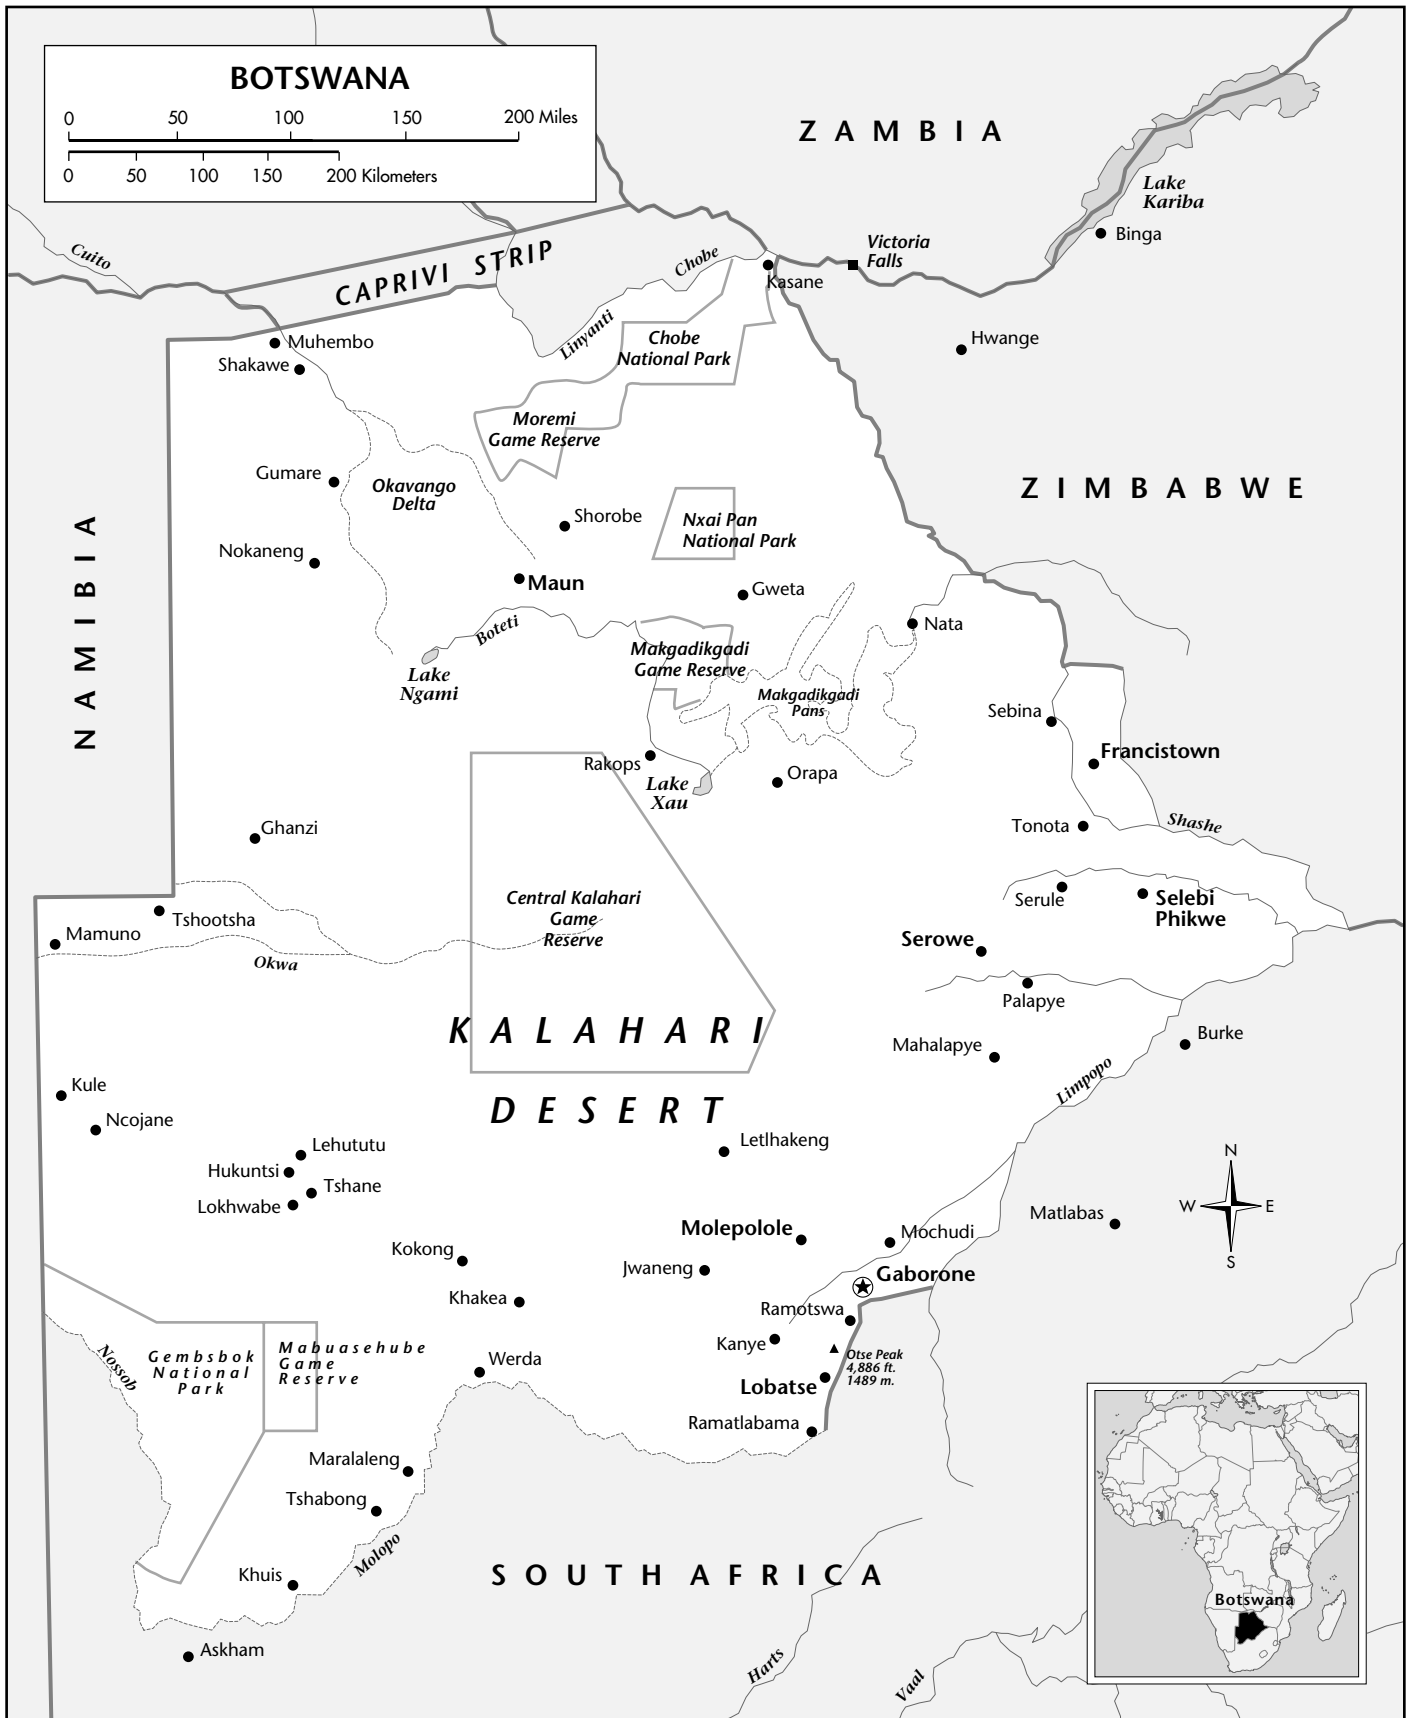 BOTSWANA
0 50 100 150 200 Miles
0 50 100 150 200 Kilometers
ZAMBIA
Lake
Kariba
Binga
Victoria
Falls
Cuito
CAPRIVI STRIP
Chobe
Kasane
Linyanti
Hwange
Muhembo
Shakawe
Chobe
National Park
Moremi
Game Reserve
Gumare
Okavango
Delta
ZIMBABWE
Shorobe
Nxai Pan
National Park
Nokaneng
Maun
Gweta
NAMIBIA
Boteti
Nata
Makgadikgadi
Game Reserve
Lake
Ngami
Makgadikgadi
Pans
Sebina
Francistown
Rakops
Lake
Xau
Orapa
Ghanzi
Tonota
Shashe
Central Kalahari
Game
Reserve
Serule
Selebi
Phikwe
Tshootsha
Mamuno
Okwa
Serowe
Palapye
KALAHARI
DESERT
Mahalapye
Burke
Limpopo
Kule
Ncojane
Lehututu
Hukuntsi
Tshane
Lokhwabe
Letlhakeng
N
W E
S
Matlabas
Molepolole
Mochudi
Kokong
Jwaneng
Gaborone
Khakea
Ramotswa
Kanye
Otse Peak
4,886 ft.
1489 m.
Nossob
Gembsbok
National
Park
Mabuasehube
Game
Reserve
Werda
Lobatse
Ramatlabama
Maralaleng
Tshabong
Molopo
Khuis
SOUTH AFRICA
Askham
Harts
Vaal
Botswana